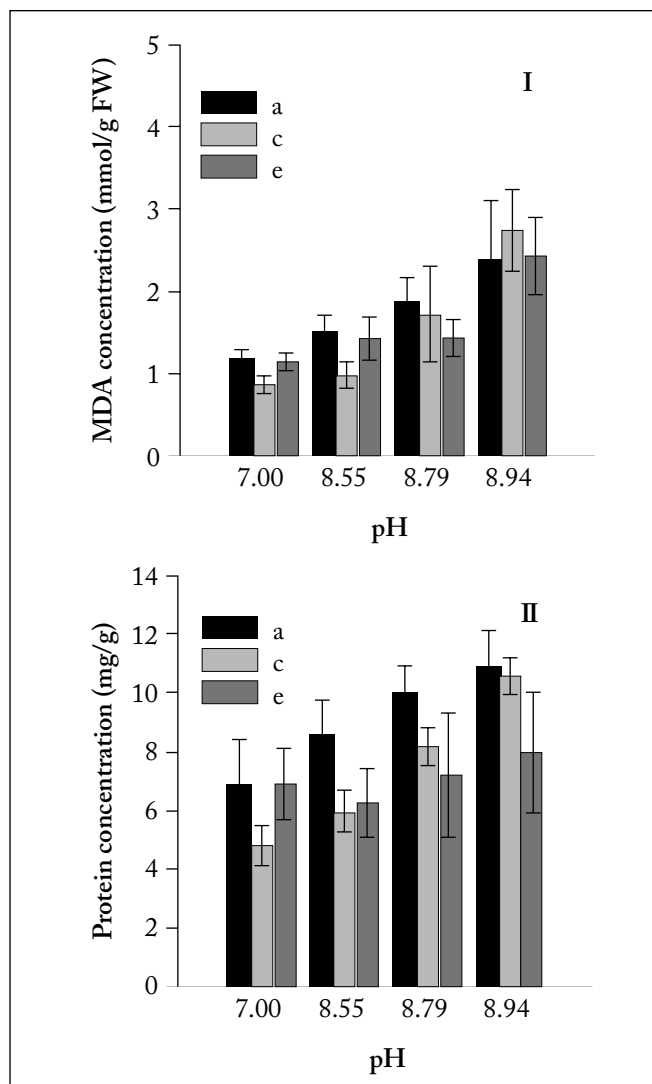 I
MDA concentration (mmol/g FW)
5
4
3
2
1
0
a
c
e
7.00 8.55 8.79 8.94
pH
II
Protein concentration (mg/g)
14
12
10
8
6
4
2
0
a
c
e
7.00 8.55 8.79 8.94
pH